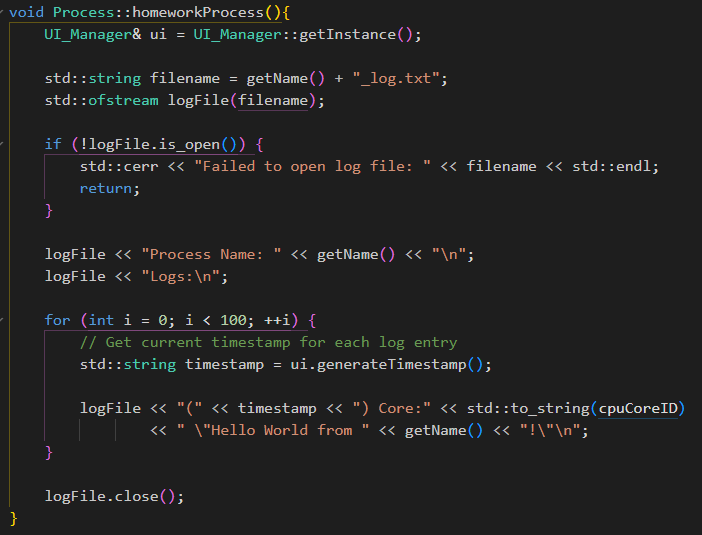 void Process::homeworkProcess(){
    UI_Manager& ui = UI_Manager::getInstance();

    std::string filename = getName() + "_log.txt";
    std::ofstream logFile(filename);

    if (!logFile.is_open()) {
        std::cerr << "Failed to open log file: " << filename << std::endl;
        return;
    }

    logFile << "Process Name: " << getName() << "\n";
    logFile << "Logs:\n";

    for (int i = 0; i < 100; ++i) {
        // Get current timestamp for each log entry
        std::string timestamp = ui.generateTimestamp();

        logFile << "(" << timestamp << ") Core:" << std::to_string(cpuCoreID)
                << " \"Hello World from " << getName() << "!\"\n";
    }

    logFile.close();
}